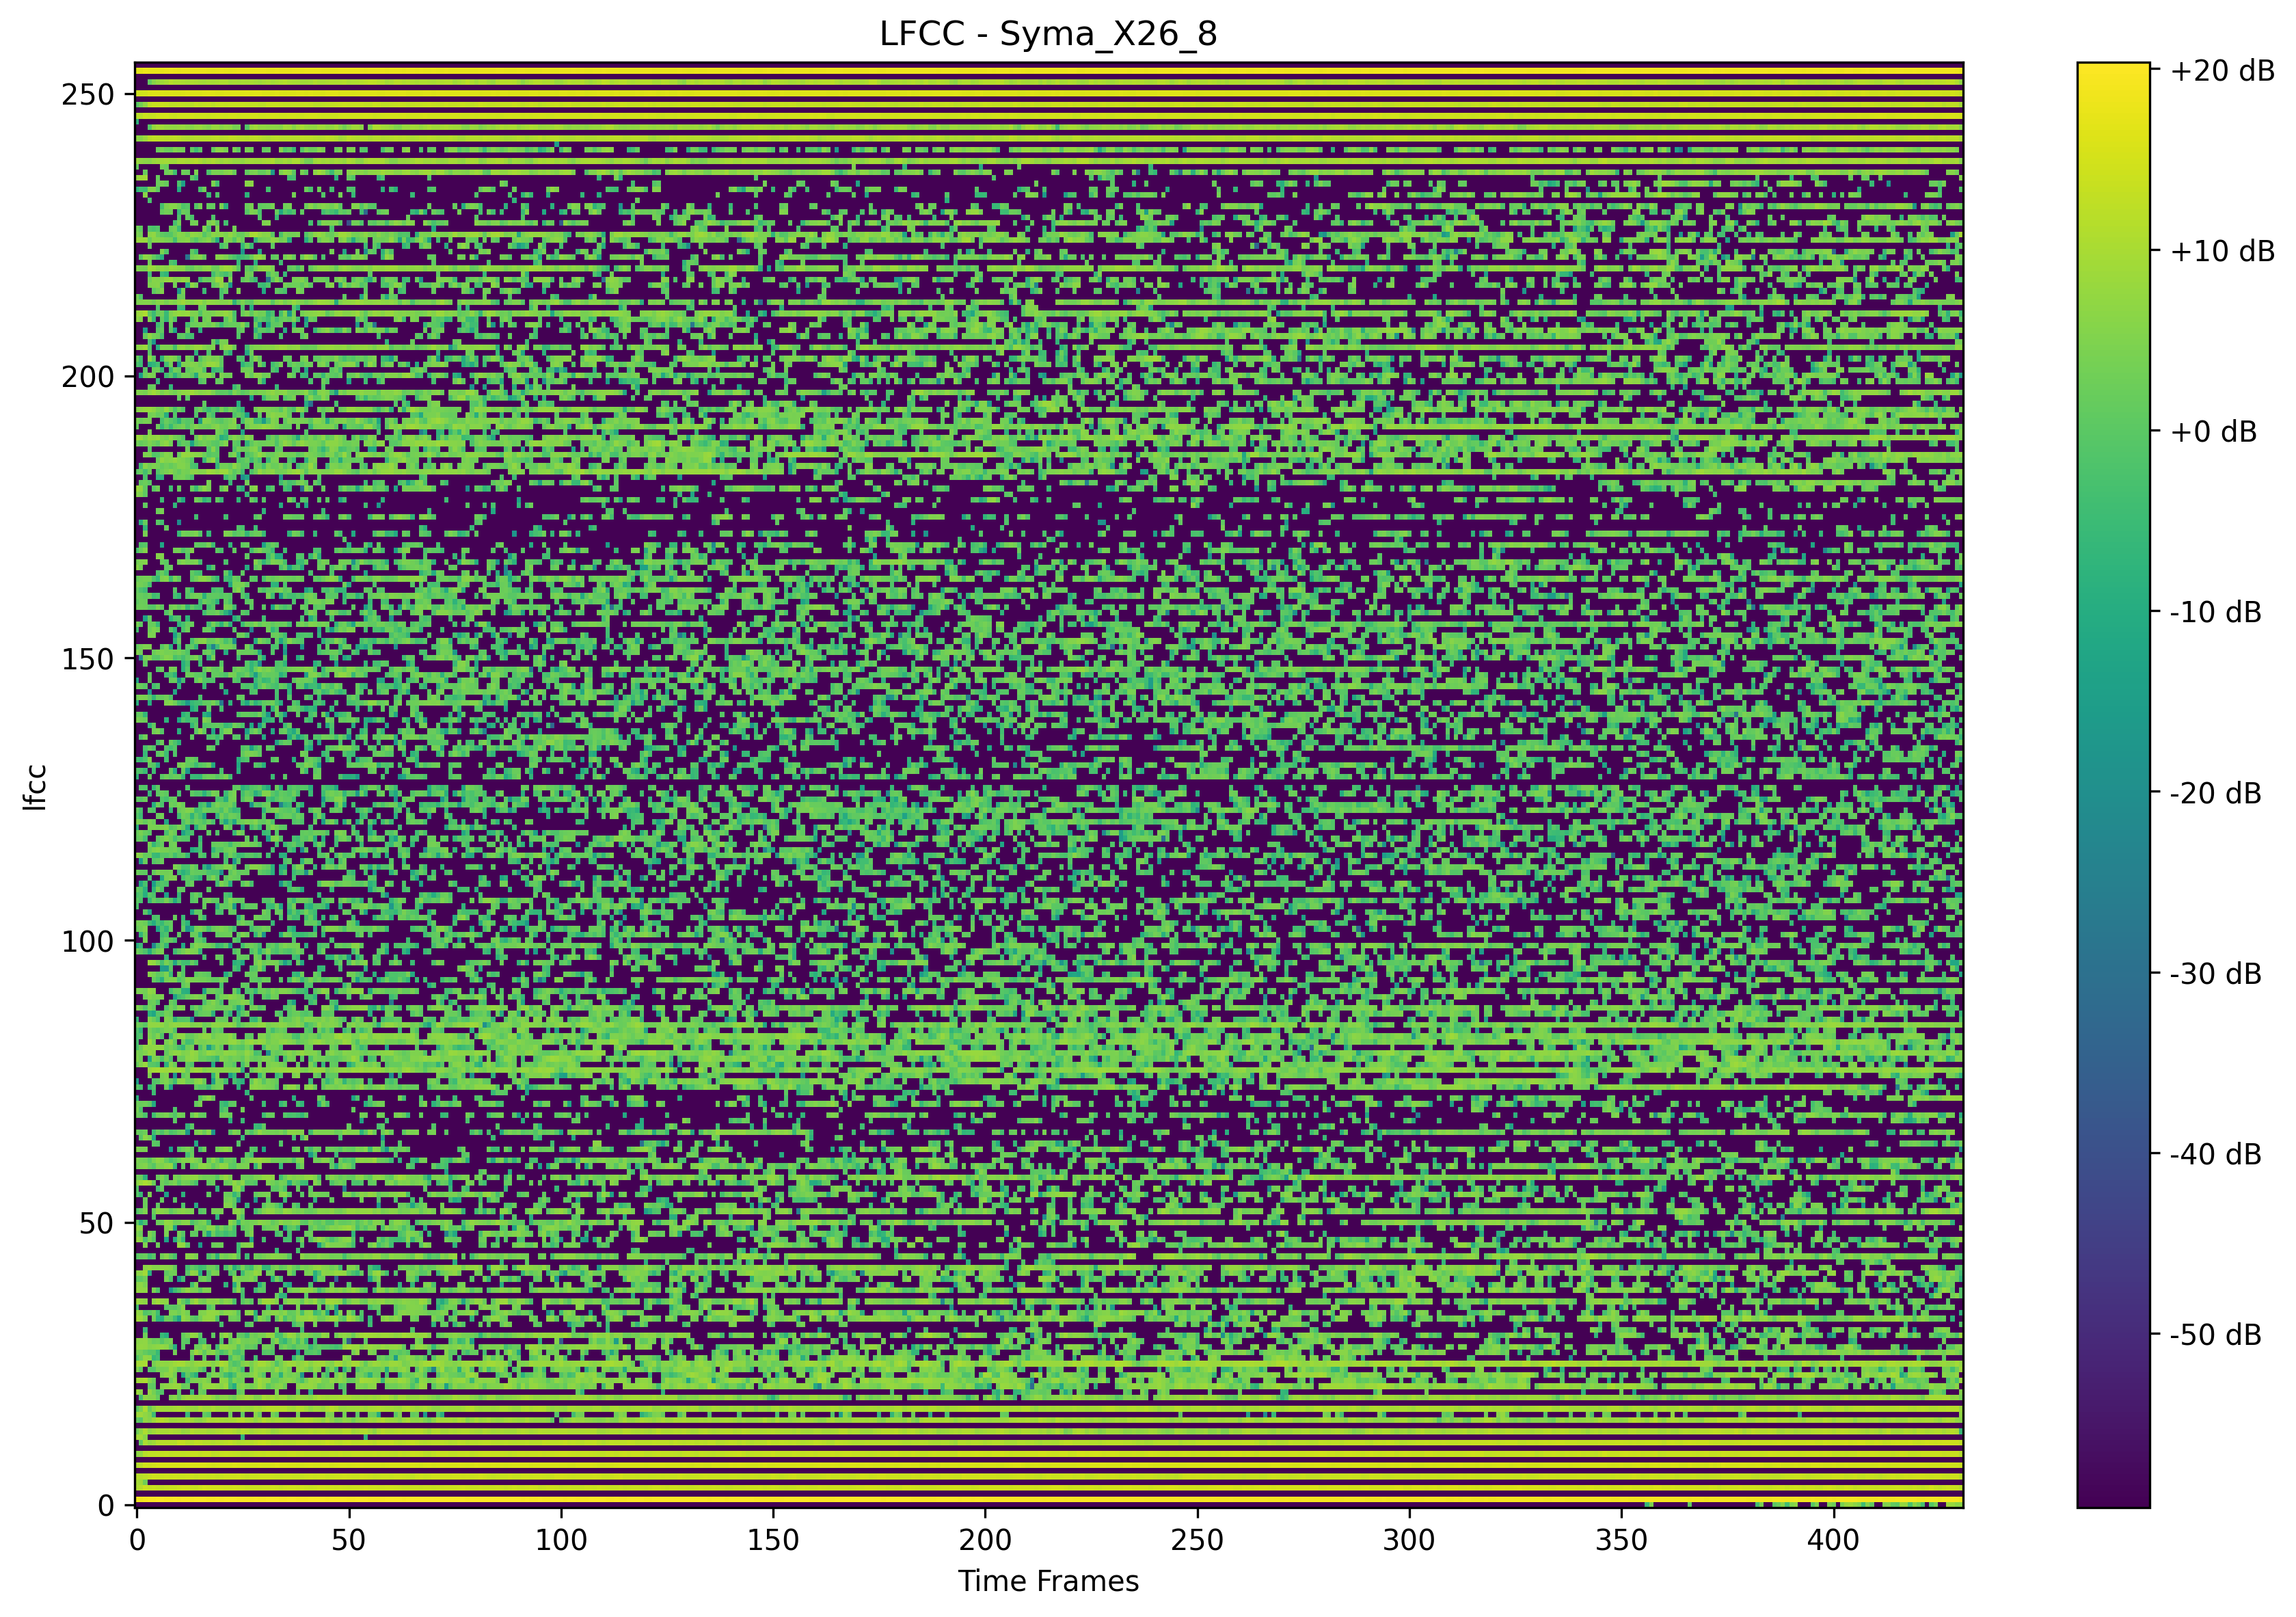 LFCC - Syma_X26_8
250
200
150
100
50
0
lfcc
0 50 100 150 200 250 300 350 400
Time Frames
+20 dB
+10 dB
+0 dB
-10 dB
-20 dB
-30 dB
-40 dB
-50 dB